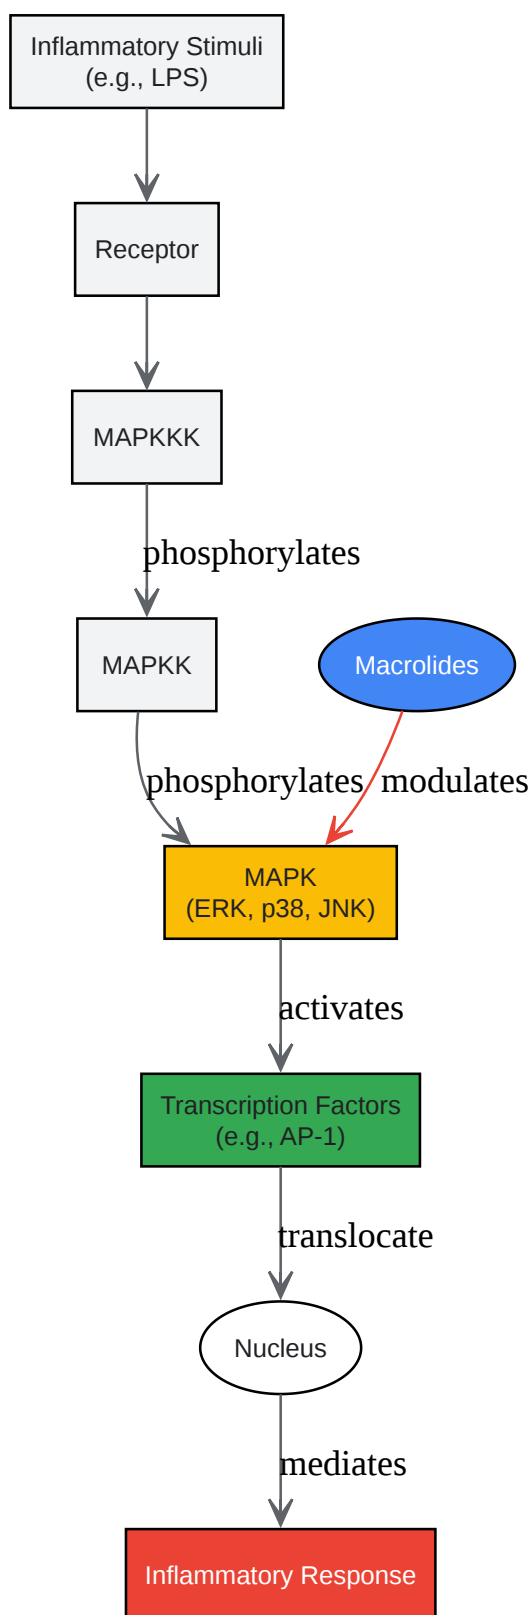 Inflammatory Stimuli
(e.g., LPS)
Receptor
MAPKKK
phosphorylates
MAPKK
Macrolides
phosphorylates
modulates
MAPK
(ERK, p38, JNK)
activates
Transcription Factors
(e.g., AP-1)
translocate
Nucleus
mediates
Inflammatory Response